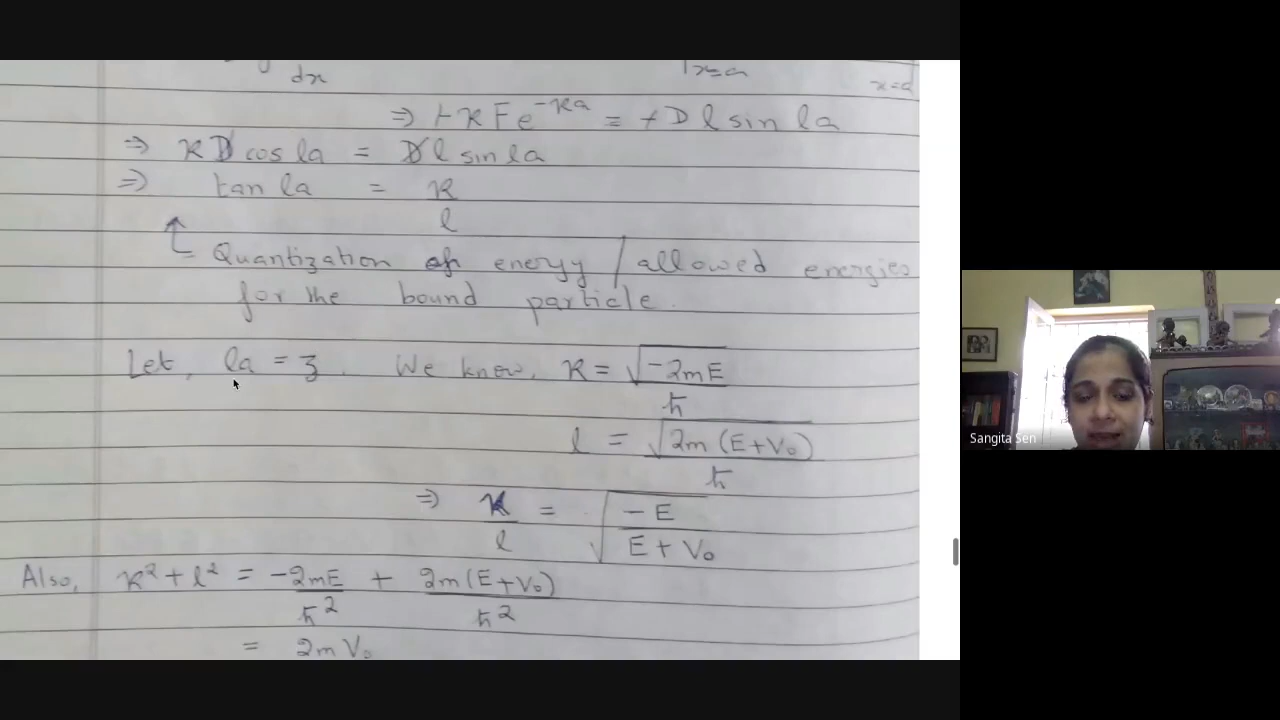 dx
x=a
x=a
⇒ +κFe^{-κa} = +Dl sin la
⇒ κD cos la = Dl sin la
⇒ tan la = κ/l
Quantization of energy / allowed energies
for the bound particle.
Let, la = z. We know, κ = √(-2mE)/ℏ
l = √(2m(E+V₀))/ℏ
⇒ κ/l = √(-E/(E+V₀))
Also, κ² + l² = -2mE/ℏ² + 2m(E+V₀)/ℏ²
= 2mV₀
Sangita Sen